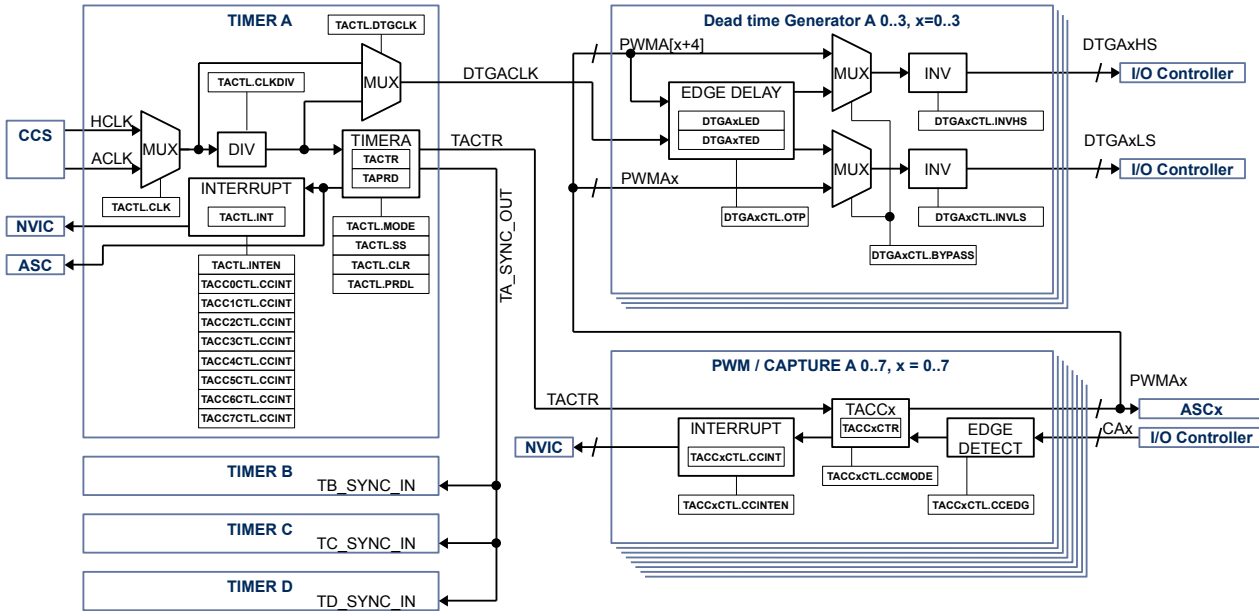 TIMER A
TACTL.DTGCLK
MUX
TACTL.CLKDIV
CCS
HCLK
ACLK
MUX
DIV
TACTL.CLK
TIMERA
TACTR
TAPRD
TACTL.MODE
TACTL.SS
TACTL.CLR
TACTL.PRDL
INTERRUPT
TACTL.INT
NVIC
ASC
TACTL.INTEN
TACC0CTL.CCINT
TACC1CTL.CCINT
TACC2CTL.CCINT
TACC3CTL.CCINT
TACC4CTL.CCINT
TACC5CTL.CCINT
TACC6CTL.CCINT
TACC7CTL.CCINT
DTGACLK
TACTR
TA_SYNC_OUT
TIMER B
TB_SYNC_IN
TIMER C
TC_SYNC_IN
TIMER D
TD_SYNC_IN
Dead time Generator A 0..3, x=0..3
PWMA[x+4]
EDGE DELAY
DTGAxLED
DTGAxTED
DTGAxCTL.OTP
PWMAx
MUX
INV
DTGAxCTL.INVHS
DTGAxHS
I/O Controller
MUX
INV
DTGAxCTL.INVLS
DTGAxLS
I/O Controller
DTGAxCTL.BYPASS
PWM / CAPTURE A 0..7, x = 0..7
TACTR
TACCx
TACCxCTR
TACCxCTL.CCMODE
INTERRUPT
TACCxCTL.CCINT
TACCxCTL.CCINTEN
NVIC
EDGE
DETECT
TACCxCTL.CCEDG
PWMAx
ASCx
CAx
I/O Controller